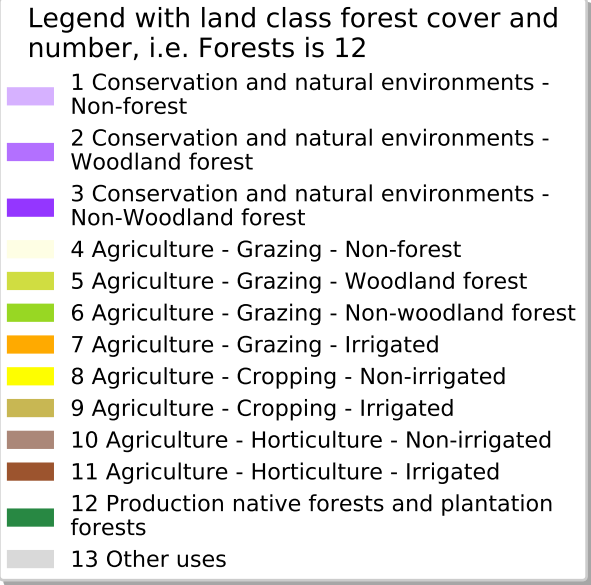 Legend with land class forest cover and
number, i.e. Forests is 12
1 Conservation and natural environments -
Non-forest
2 Conservation and natural environments -
Woodland forest
3 Conservation and natural environments -
Non-Woodland forest
4 Agriculture - Grazing - Non-forest
5 Agriculture - Grazing - Woodland forest
6 Agriculture - Grazing - Non-woodland forest
7 Agriculture - Grazing - Irrigated
8 Agriculture - Cropping - Non-irrigated
9 Agriculture - Cropping - Irrigated
10 Agriculture - Horticulture - Non-irrigated
11 Agriculture - Horticulture - Irrigated
12 Production native forests and plantation
forests
13 Other uses